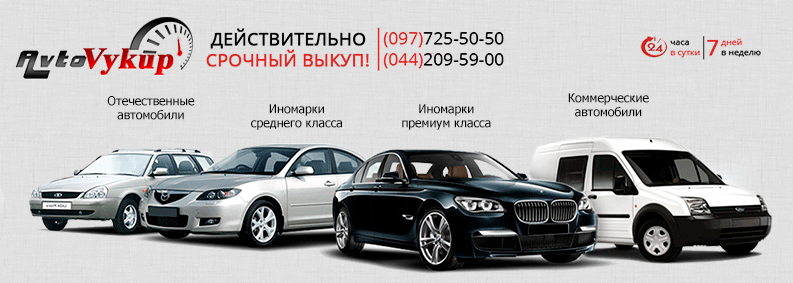 AvtoVykup
ДЕЙСТВИТЕЛЬНО
СРОЧНЫЙ ВЫКУП!
(097)725-50-50
(044)209-59-00
24 часа
в сутки
7 дней
в неделю
Отечественные
автомобили
Иномарки
среднего класса
Иномарки
премиум класса
Коммерческие
автомобили